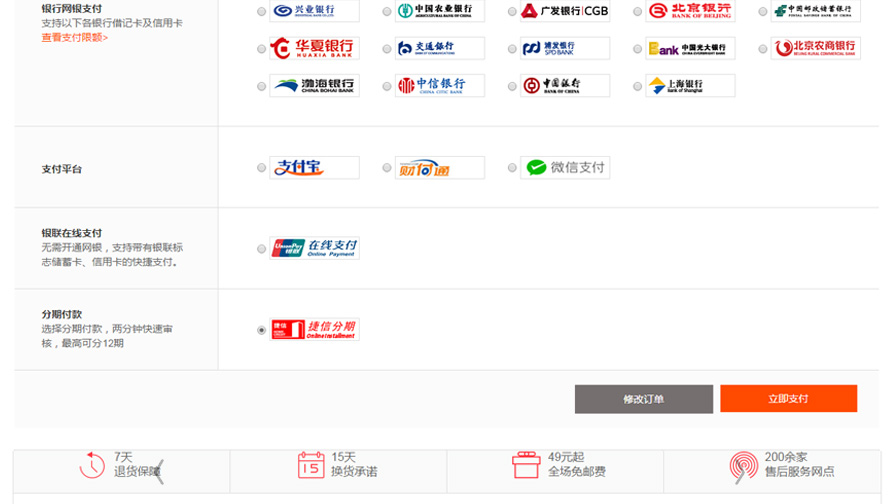 银行网银支付
支持以下各银行借记卡及信用卡
查看支付限额>
兴业银行
INDUSTRIAL BANK CO.,LTD.
中国农业银行
AGRICULTURAL BANK OF CHINA
广发银行|CGB
北京银行
BANK OF BEIJING
中国邮政储蓄银行
POSTAL SAVINGS BANK OF CHINA
华夏银行
HUAXIA BANK
交通银行
BANK OF COMMUNICATIONS
浦发银行
SPD BANK
Bank 中国光大银行
CHINA EVERBRIGHT BANK
北京农商银行
BEIJING RURAL COMMERCIAL BANK
渤海银行
CHINA BOHAI BANK
中信银行
CHINA CITIC BANK
中国银行
BANK OF CHINA
上海银行
Bank of Shanghai
支付平台
支付宝
财付通
微信支付
银联在线支付
无需开通网银，支持带有银联标
志储蓄卡、信用卡的快捷支付。
UnionPay
银联
在线支付
Online Payment
分期付款
选择分期付款，两分钟快速审
核，最高可分12期
捷信
捷信分期
Online Installment
修改订单
立即支付
7天
退货保障
15
15天
换货承诺
49元起
全场免邮费
200余家
售后服务网点